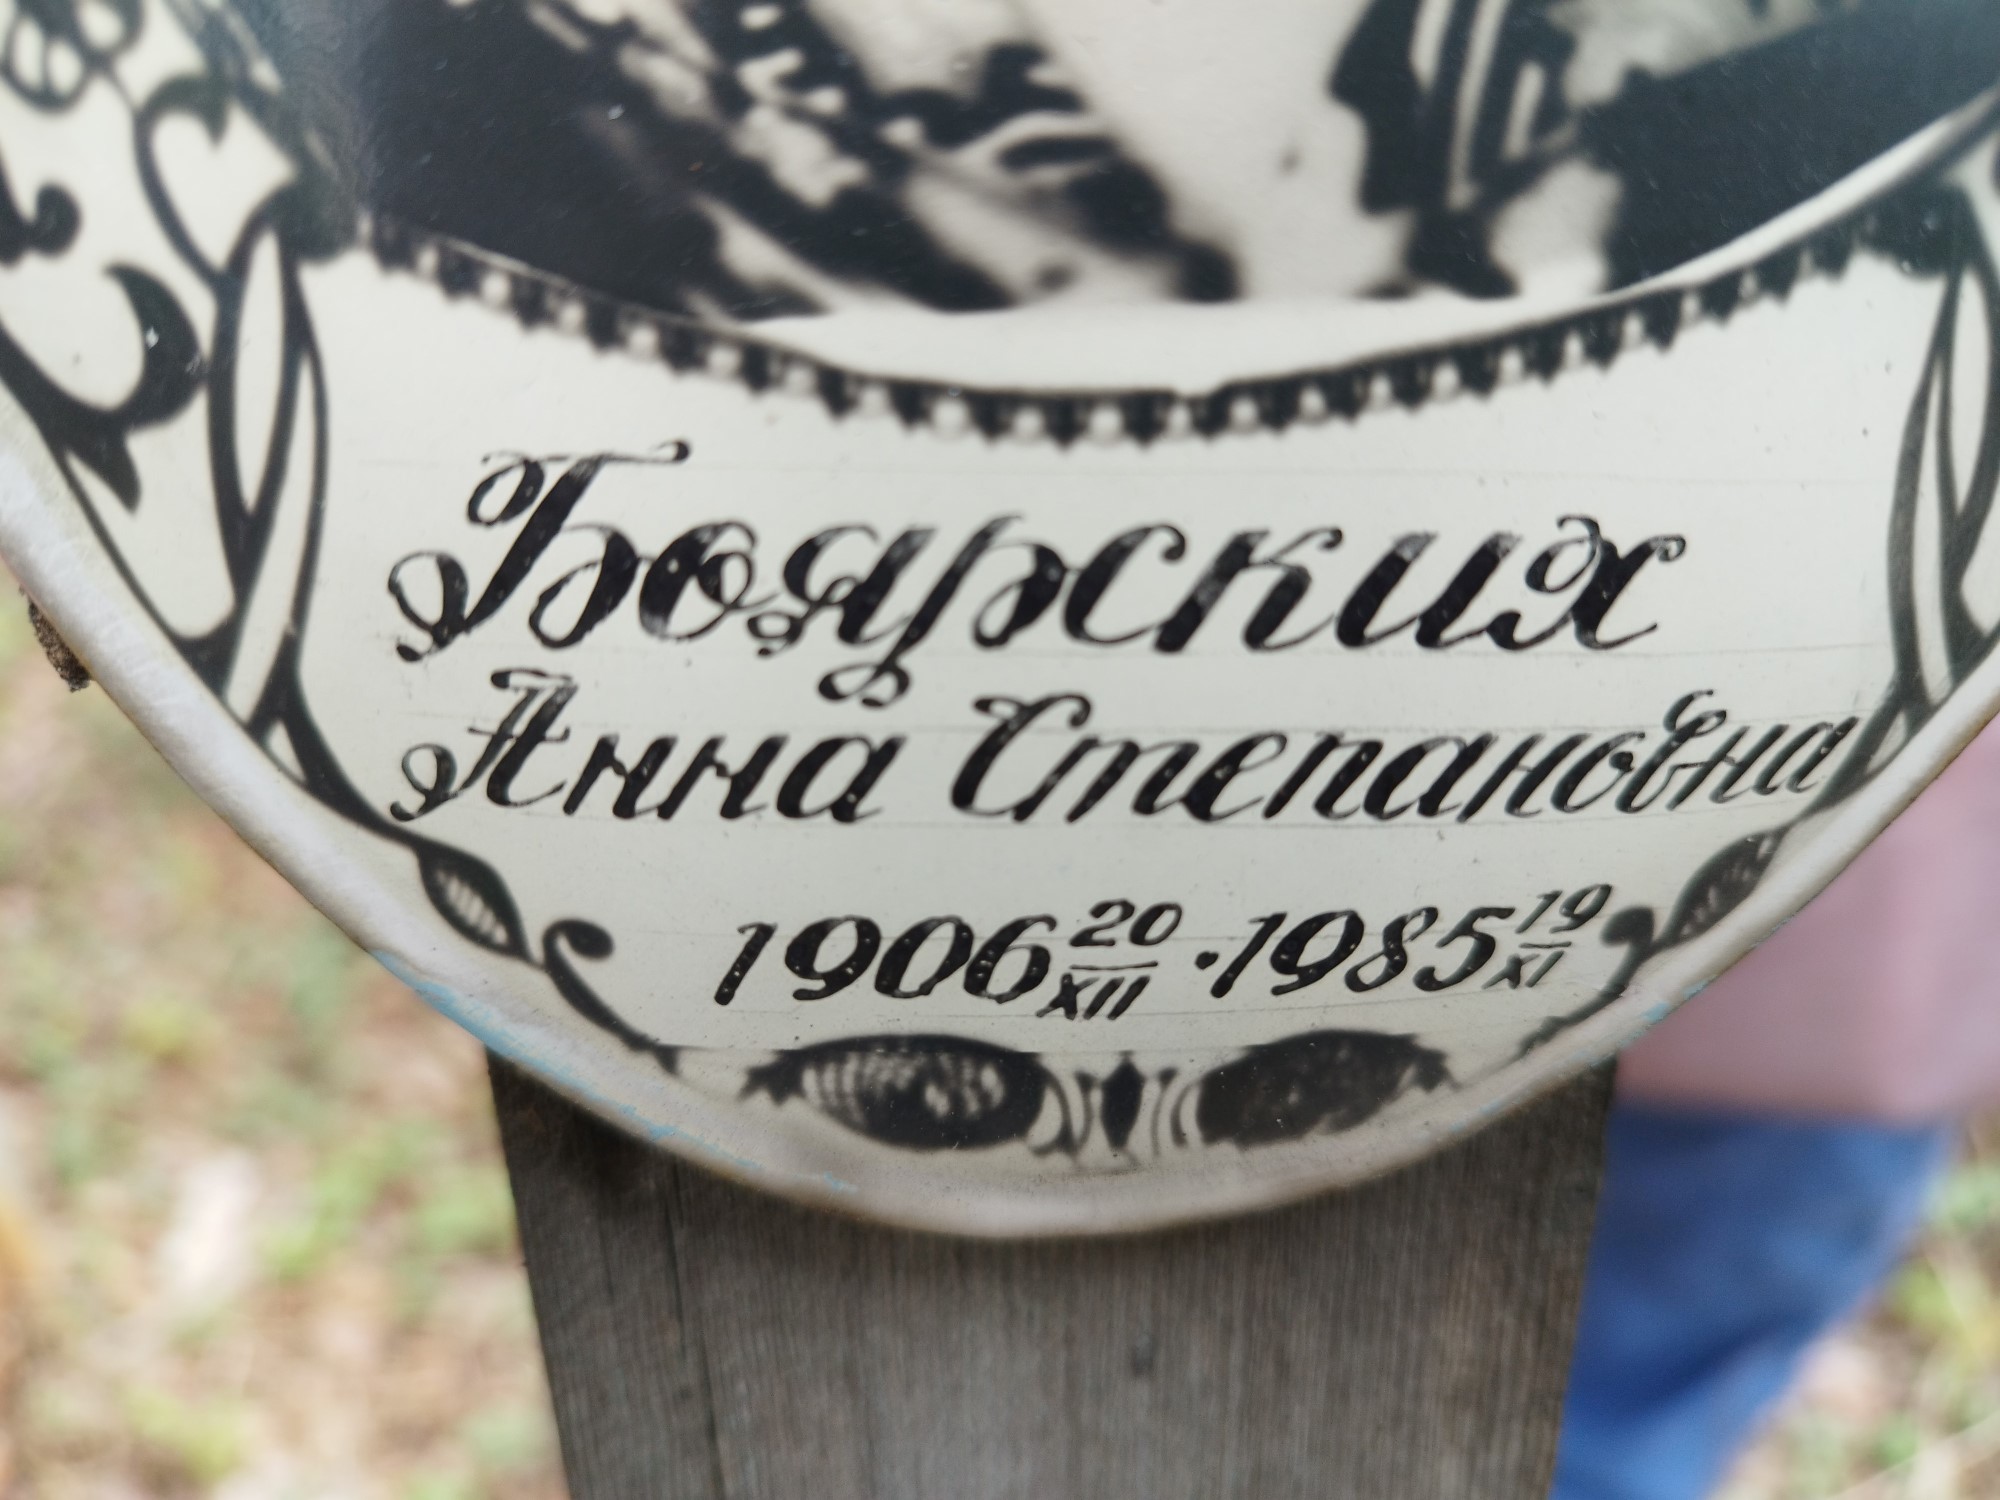 Боярских
Анна Степановна
1906 20/XII · 1985 19/XI